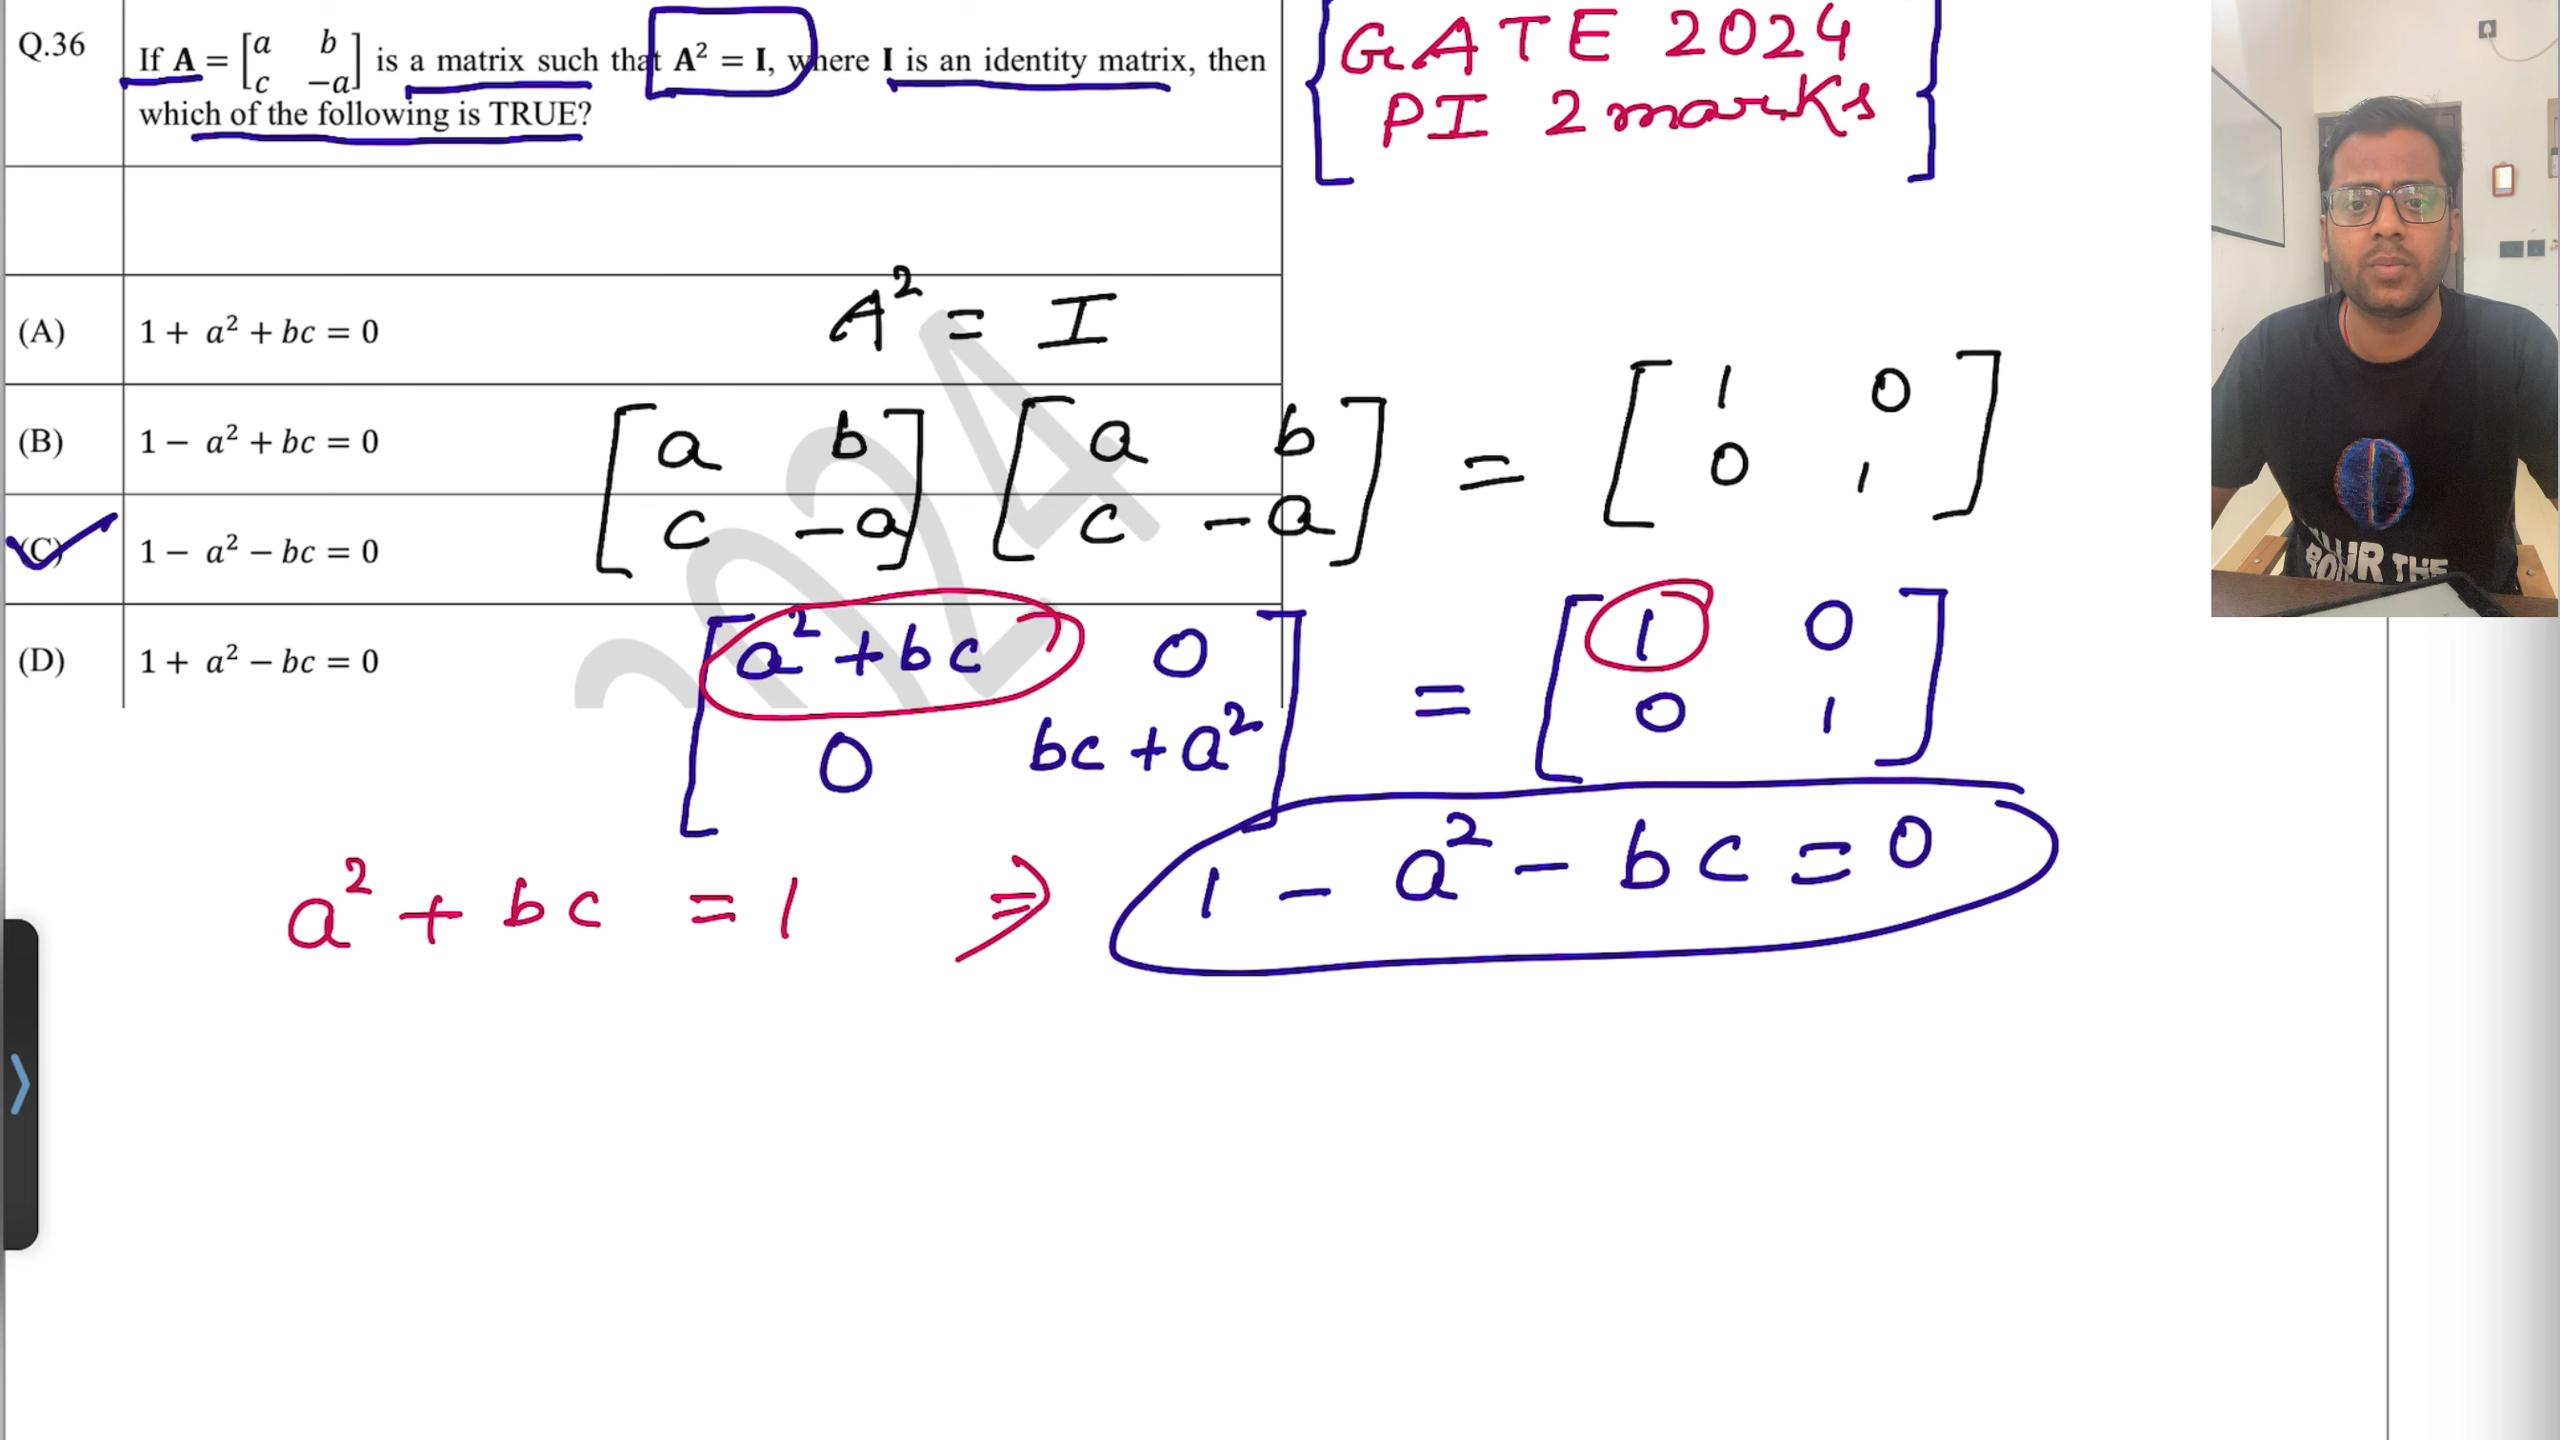 Q.36
If A = [a b
c −a] is a matrix such that A² = I, where I is an identity matrix, then
which of the following is TRUE?
GATE 2024
PI 2 marks
(A) 1 + a² + bc = 0
(B) 1 − a² + bc = 0
(C) 1 − a² − bc = 0
(D) 1 + a² − bc = 0
2024
A² = I
[a b] [a b] = [1 0]
[c −a] [c −a] [0 1]
[a² + bc 0] = [1 0]
[0 bc + a²] [0 1]
a² + bc = 1 ⇒ 1 − a² − bc = 0
UR THE